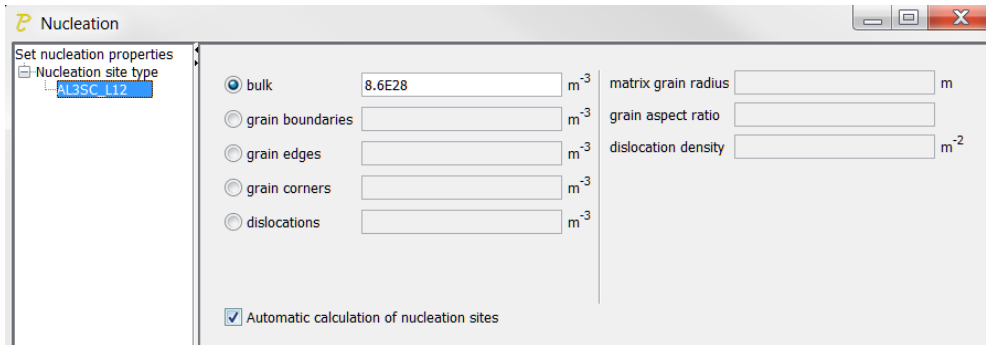 Nucleation
Set nucleation properties
Nucleation site type
AL3SC_L12
bulk 8.6E28 m-3
grain boundaries m-3
grain edges m-3
grain corners m-3
dislocations m-3
matrix grain radius m
grain aspect ratio
dislocation density m-2
Automatic calculation of nucleation sites